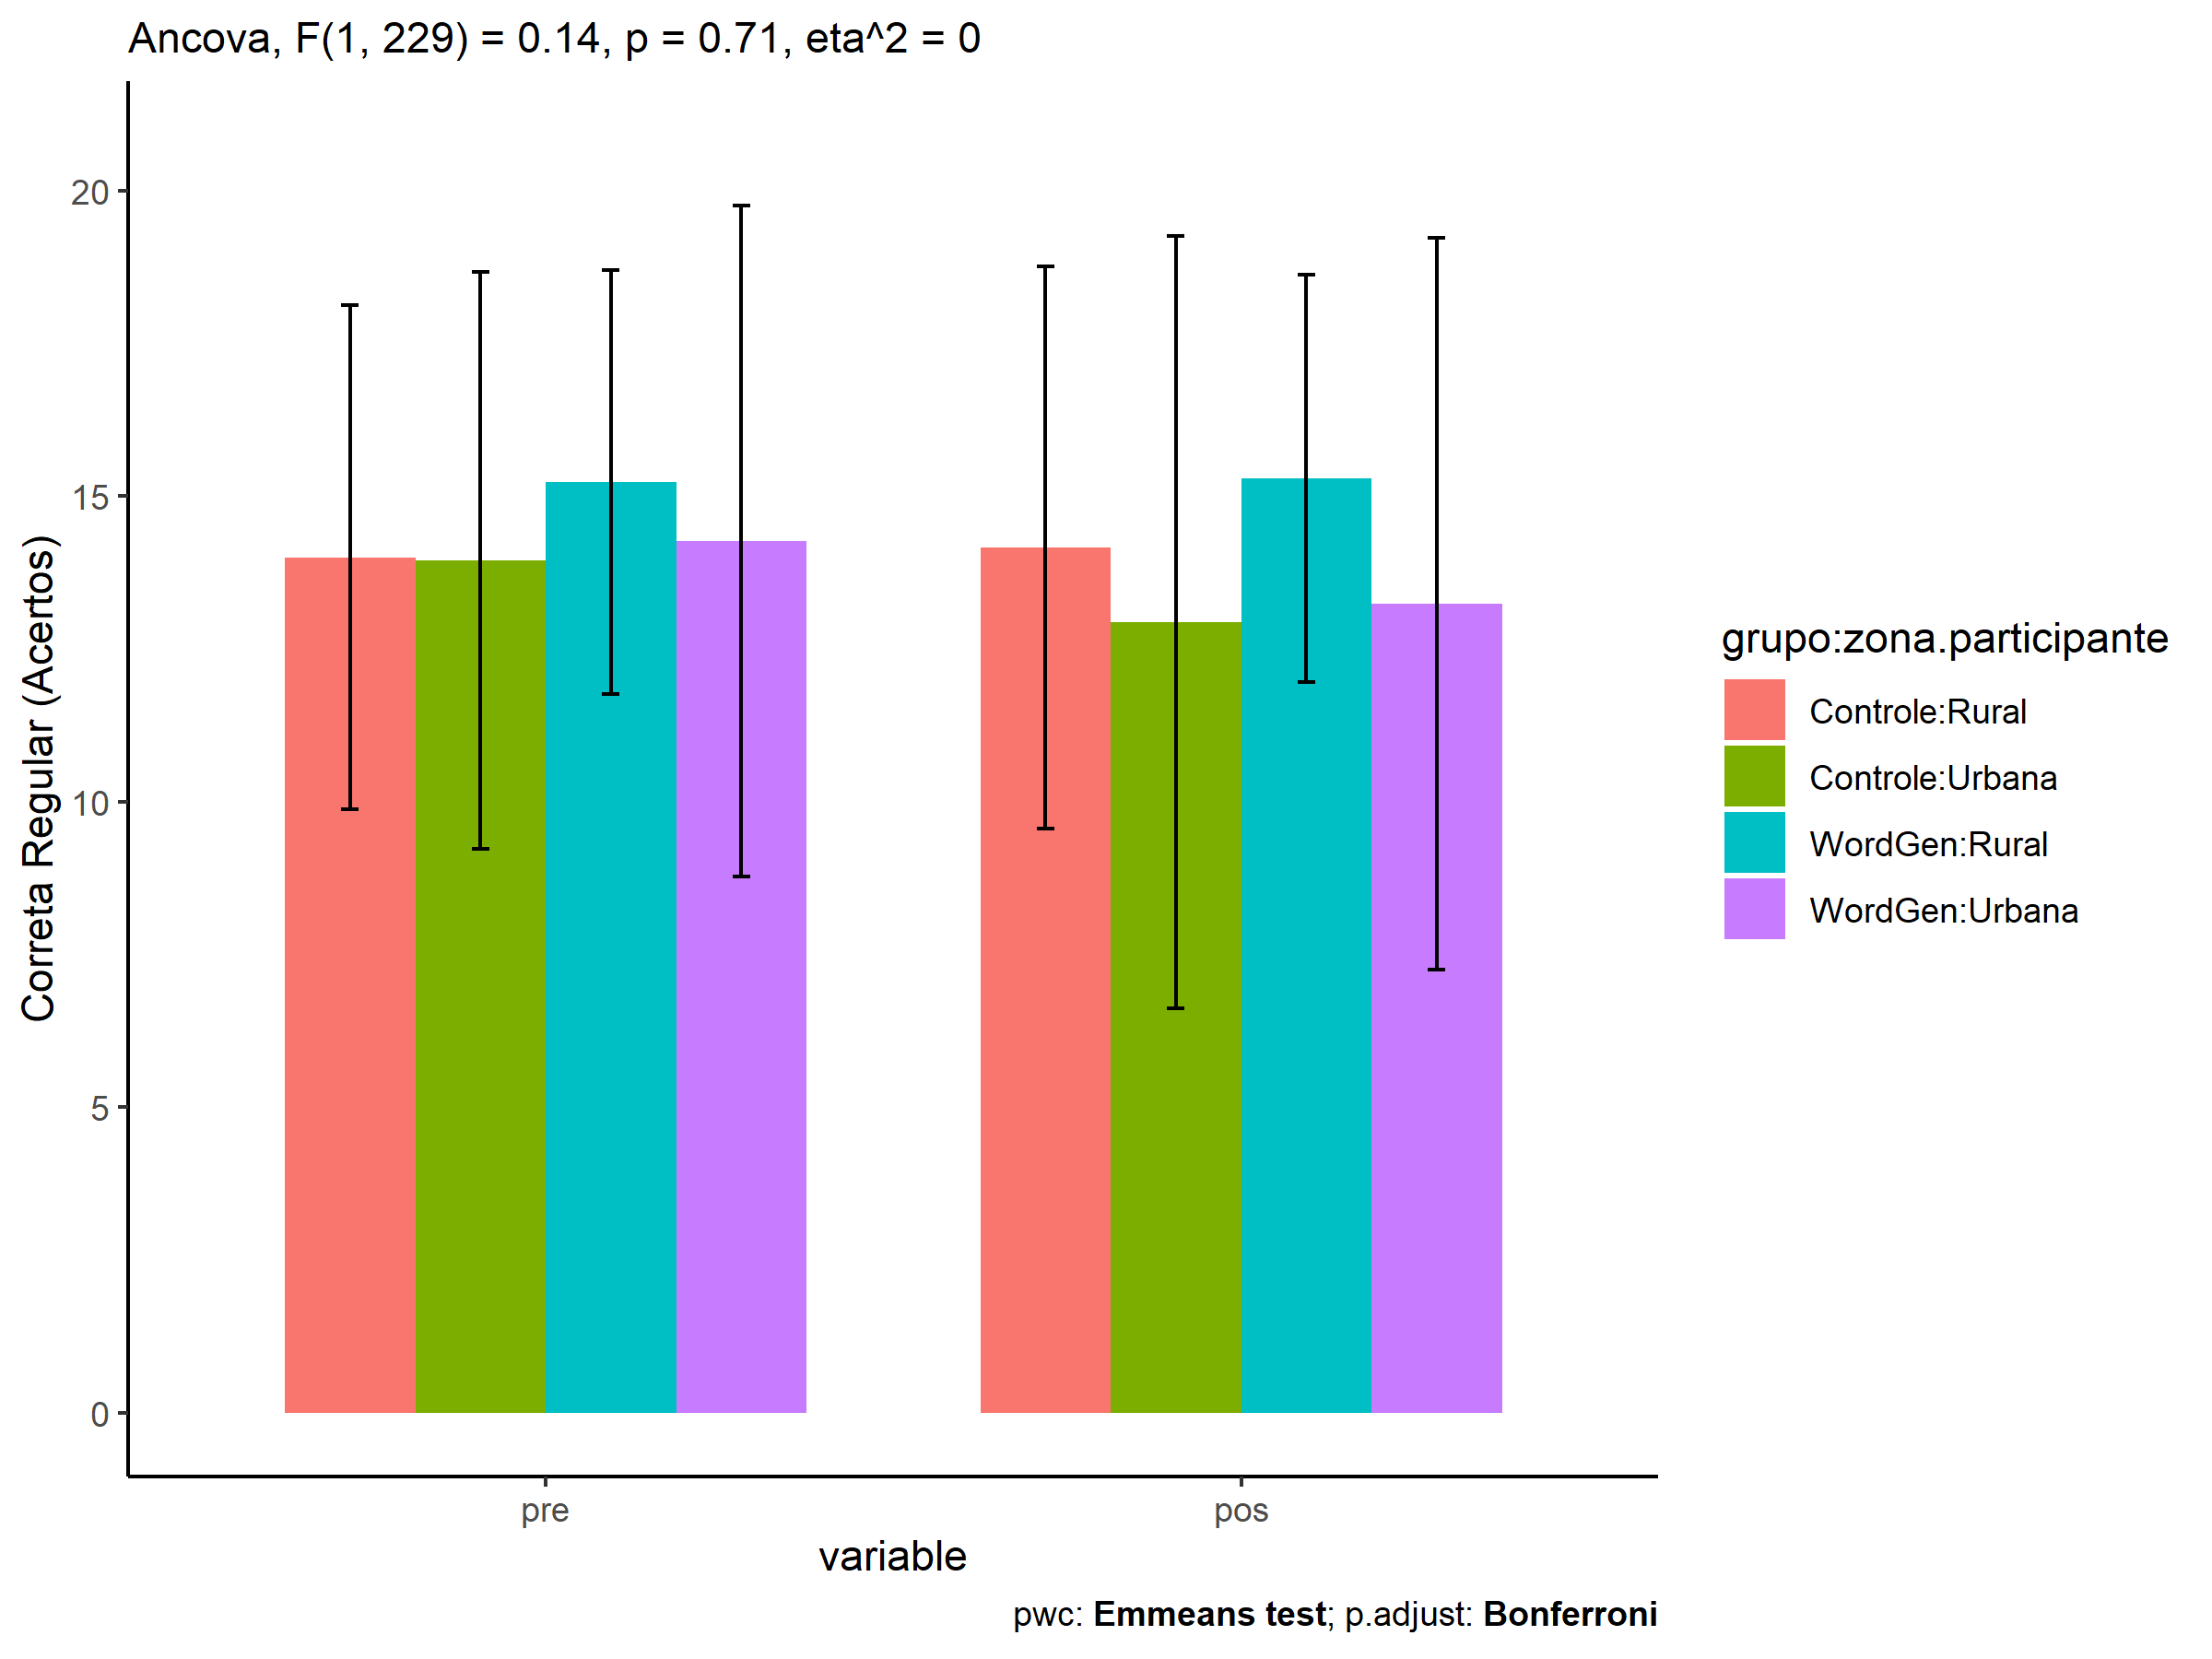 Ancova, F(1, 229) = 0.14, p = 0.71, eta^2 = 0
Correta Regular (Acertos)
20
15
10
5
0
pre
pos
variable
grupo:zona.participante
Controle:Rural
Controle:Urbana
WordGen:Rural
WordGen:Urbana
pwc: Emmeans test; p.adjust: Bonferroni